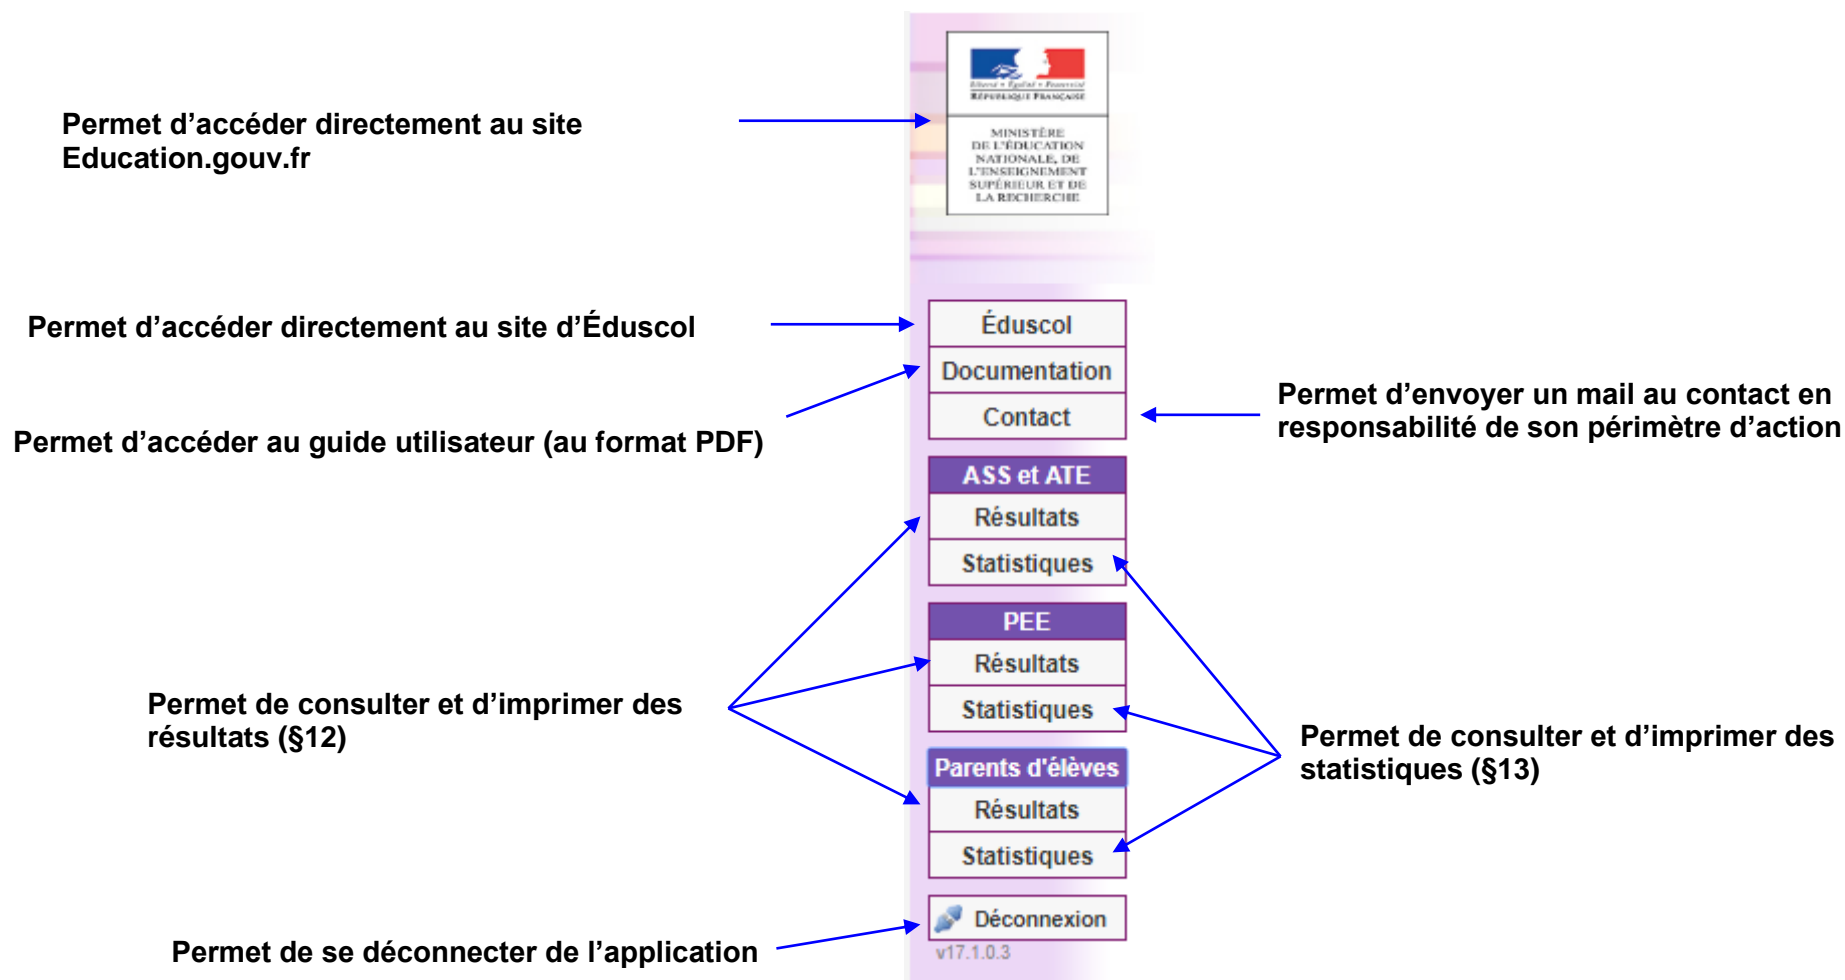 Liberté • Égalité • Fraternité
RÉPUBLIQUE FRANÇAISE
MINISTÈRE
DE L'ÉDUCATION
NATIONALE, DE
L'ENSEIGNEMENT
SUPÉRIEUR ET DE
LA RECHERCHE
Permet d’accéder directement au site
Education.gouv.fr
Permet d’accéder directement au site d’Éduscol
Éduscol
Documentation
Contact
Permet d’accéder au guide utilisateur (au format PDF)
Permet d’envoyer un mail au contact en
responsabilité de son périmètre d’action
ASS et ATE
Résultats
Statistiques
PEE
Résultats
Statistiques
Permet de consulter et d’imprimer des
résultats (§12)
Permet de consulter et d’imprimer des
statistiques (§13)
Parents d'élèves
Résultats
Statistiques
Déconnexion
Permet de se déconnecter de l’application
v17.1.0.3